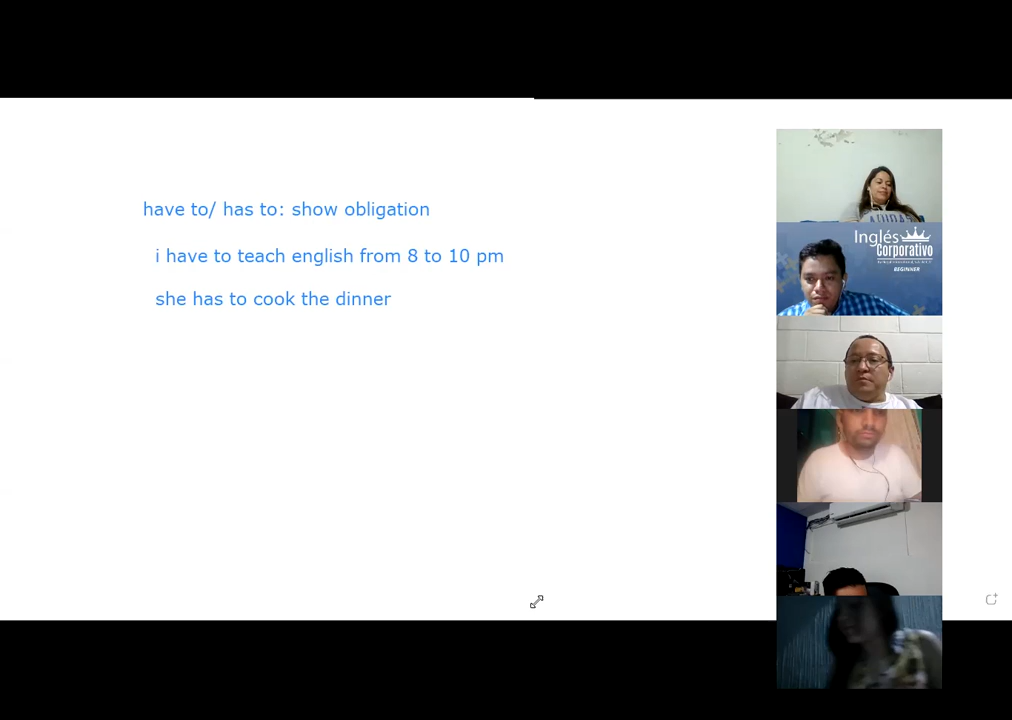 have to/ has to: show obligation
i have to teach english from 8 to 10 pm
she has to cook the dinner
Inglés
Corporativo
BEGINNER